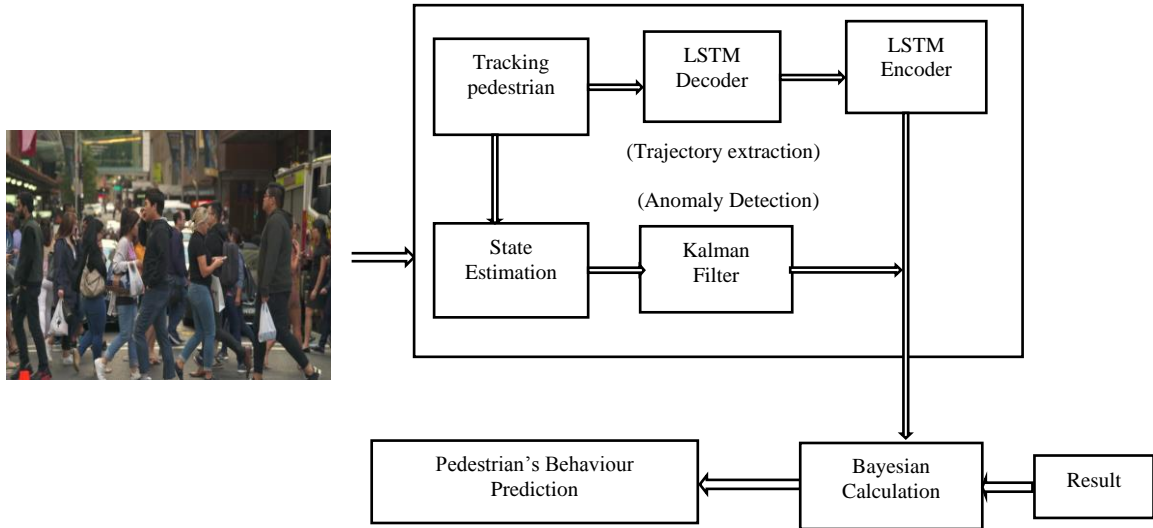 Tracking
pedestrian
LSTM
Decoder
LSTM
Encoder
(Trajectory extraction)
(Anomaly Detection)
State
Estimation
Kalman
Filter
Pedestrian’s Behaviour
Prediction
Bayesian
Calculation
Result